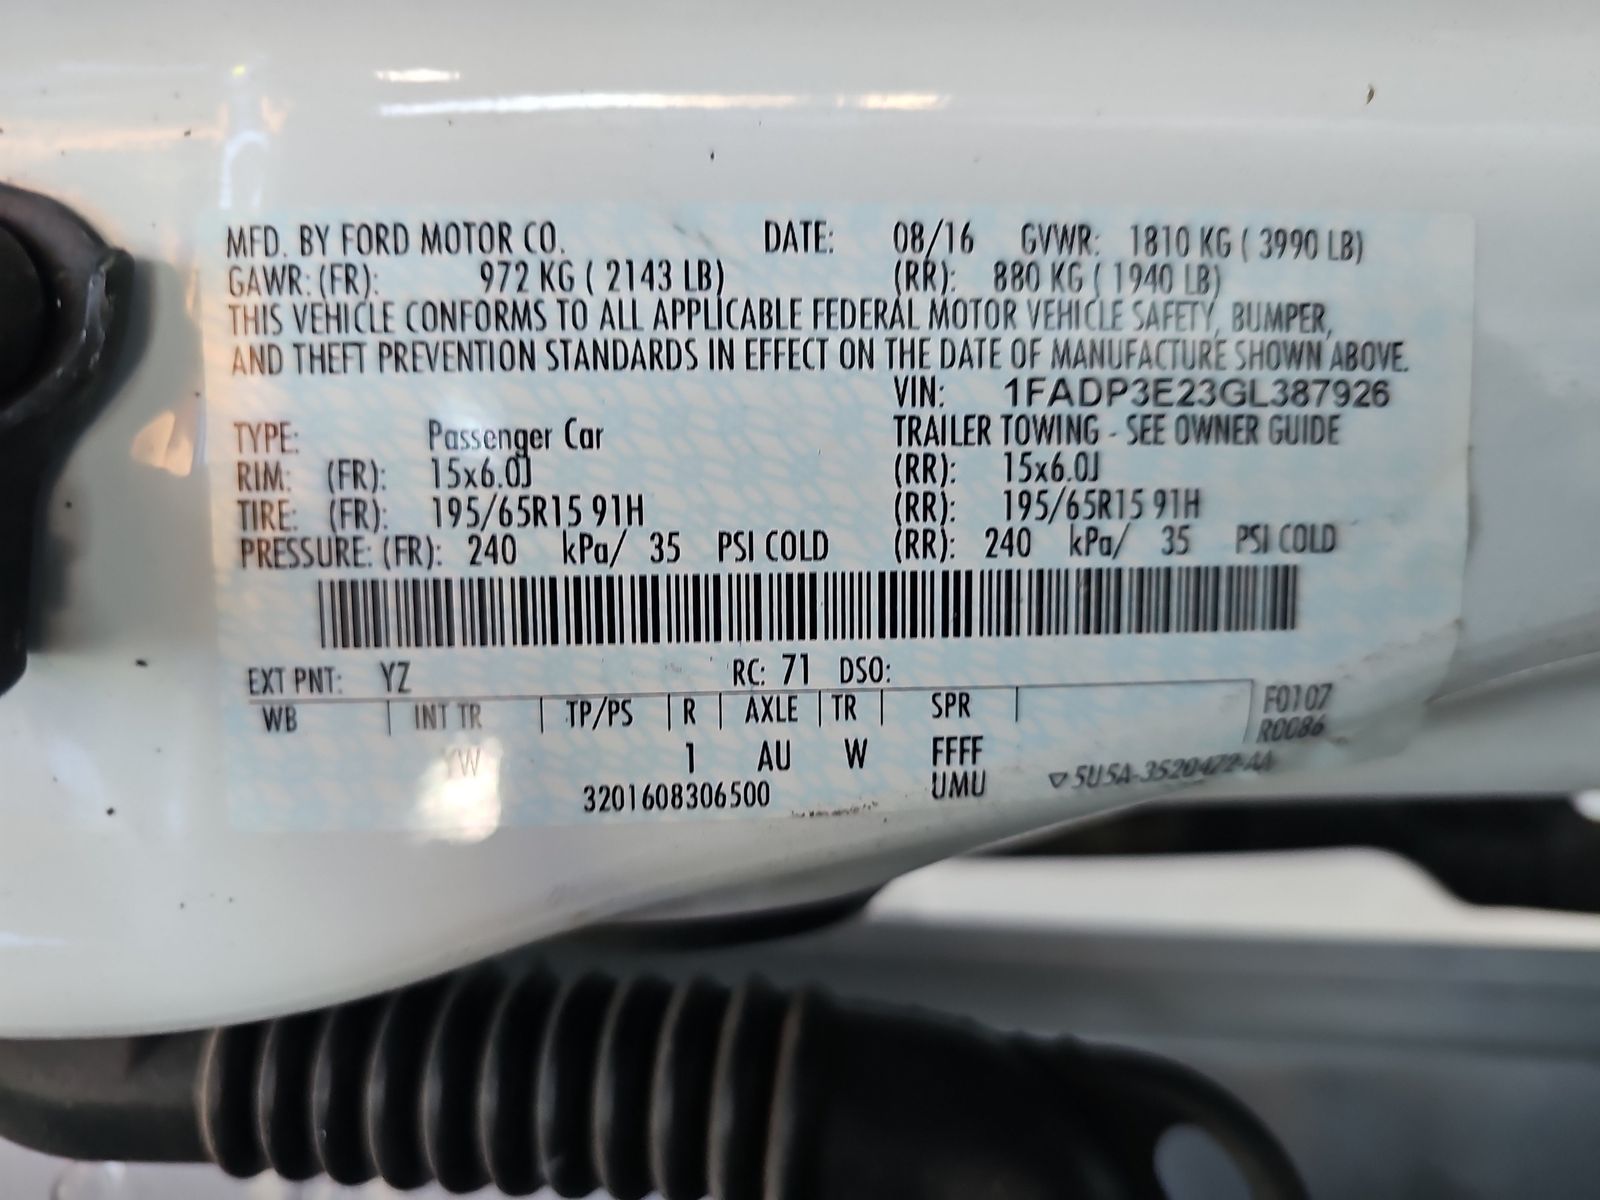 MFD. BY FORD MOTOR CO. DATE: 08/16 GVWR: 1810 KG ( 3990 LB)
GAWR: (FR): 972 KG ( 2143 LB) (RR): 880 KG ( 1940 LB)
THIS VEHICLE CONFORMS TO ALL APPLICABLE FEDERAL MOTOR VEHICLE SAFETY, BUMPER,
AND THEFT PREVENTION STANDARDS IN EFFECT ON THE DATE OF MANUFACTURE SHOWN ABOVE.
VIN: 1FADP3E23GL387926
TYPE: Passenger Car TRAILER TOWING - SEE OWNER GUIDE
RIM: (FR): 15x6.0J (RR): 15x6.0J
TIRE: (FR): 195/65R15 91H (RR): 195/65R15 91H
PRESSURE: (FR): 240 kPa/ 35 PSI COLD (RR): 240 kPa/ 35 PSI COLD
EXT PNT: YZ RC: 71 DSO:
WB | INT TR | TP/PS | R | AXLE | TR | SPR | F0107
R0086
YW 1 AU W FFFF
3201608306500 UMU 5U5A-3520472-AA